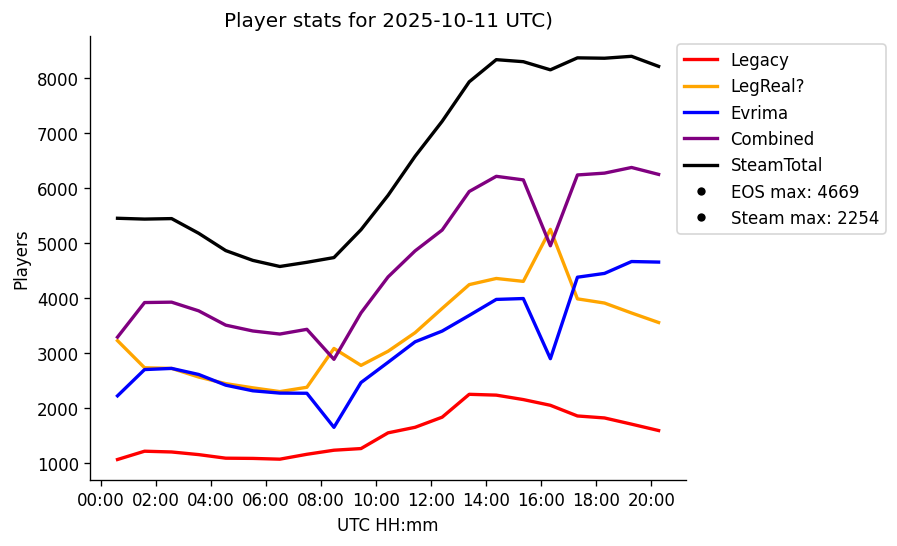 Player stats for 2025-10-11 UTC)
Legacy
LegReal?
Evrima
Combined
SteamTotal
EOS max: 4669
Steam max: 2254
Players
8000
7000
6000
5000
4000
3000
2000
1000
00:00 02:00 04:00 06:00 08:00 10:00 12:00 14:00 16:00 18:00 20:00
UTC HH:mm